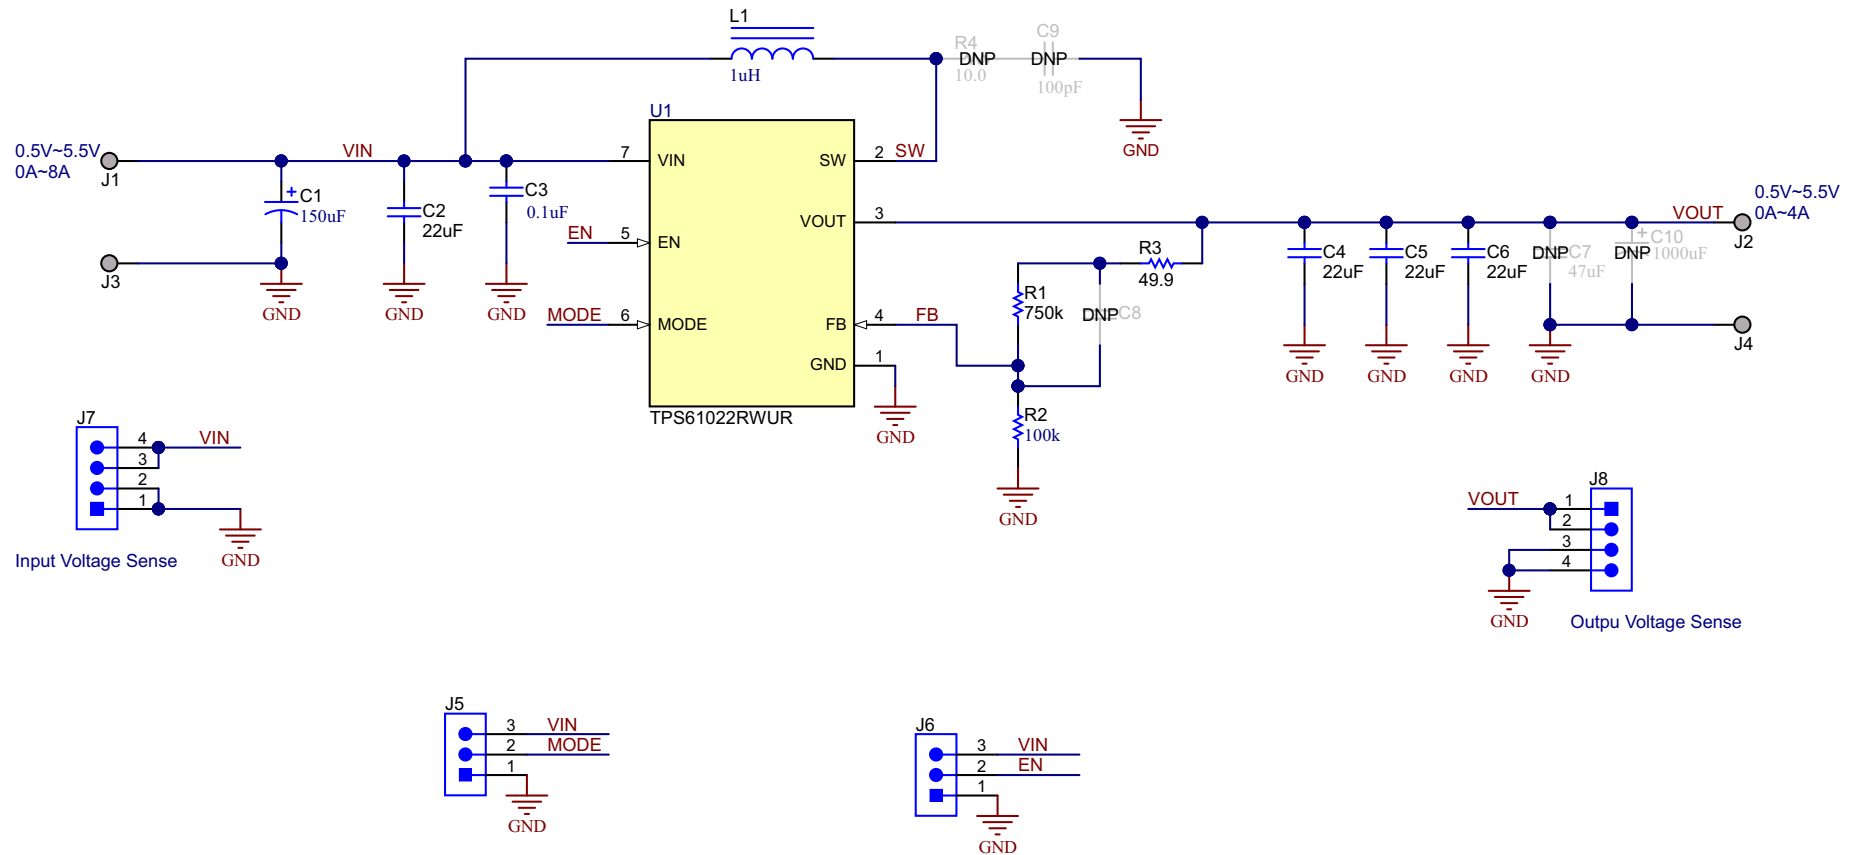 L1
1uH
R4
DNP
10.0
C9
DNP
100pF
GND
0.5V~5.5V
0A~8A
J1
VIN
J3
+
C1
150uF
GND
C2
22uF
GND
C3
0.1uF
GND
U1
7
VIN
EN
5
EN
MODE
6
MODE
SW
2
SW
VOUT
3
FB
4
FB
GND
1
GND
TPS61022RWUR
R1
750k
DNP
C8
R3
49.9
R2
100k
GND
C4
22uF
GND
C5
22uF
GND
C6
22uF
GND
DNP
C7
47uF
GND
+
DNP
C10
1000uF
VOUT
0.5V~5.5V
0A~4A
J2
J4
J7
4
VIN
3
2
1
GND
Input Voltage Sense
J8
VOUT
1
2
3
4
GND
Outpu Voltage Sense
J5
3
VIN
2
MODE
1
GND
J6
3
VIN
2
EN
1
GND